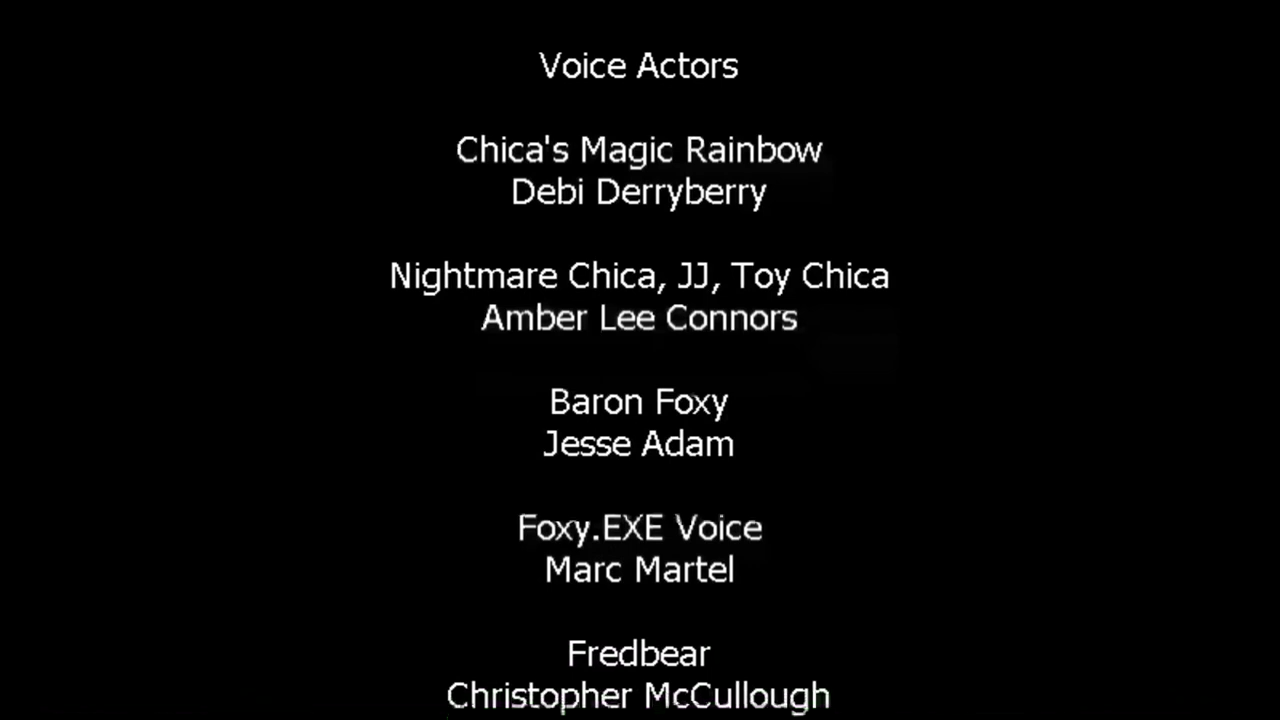 Voice Actors
Chica's Magic Rainbow
Debi Derryberry
Nightmare Chica, JJ, Toy Chica
Amber Lee Connors
Baron Foxy
Jesse Adam
Foxy.EXE Voice
Marc Martel
Fredbear
Christopher McCullough